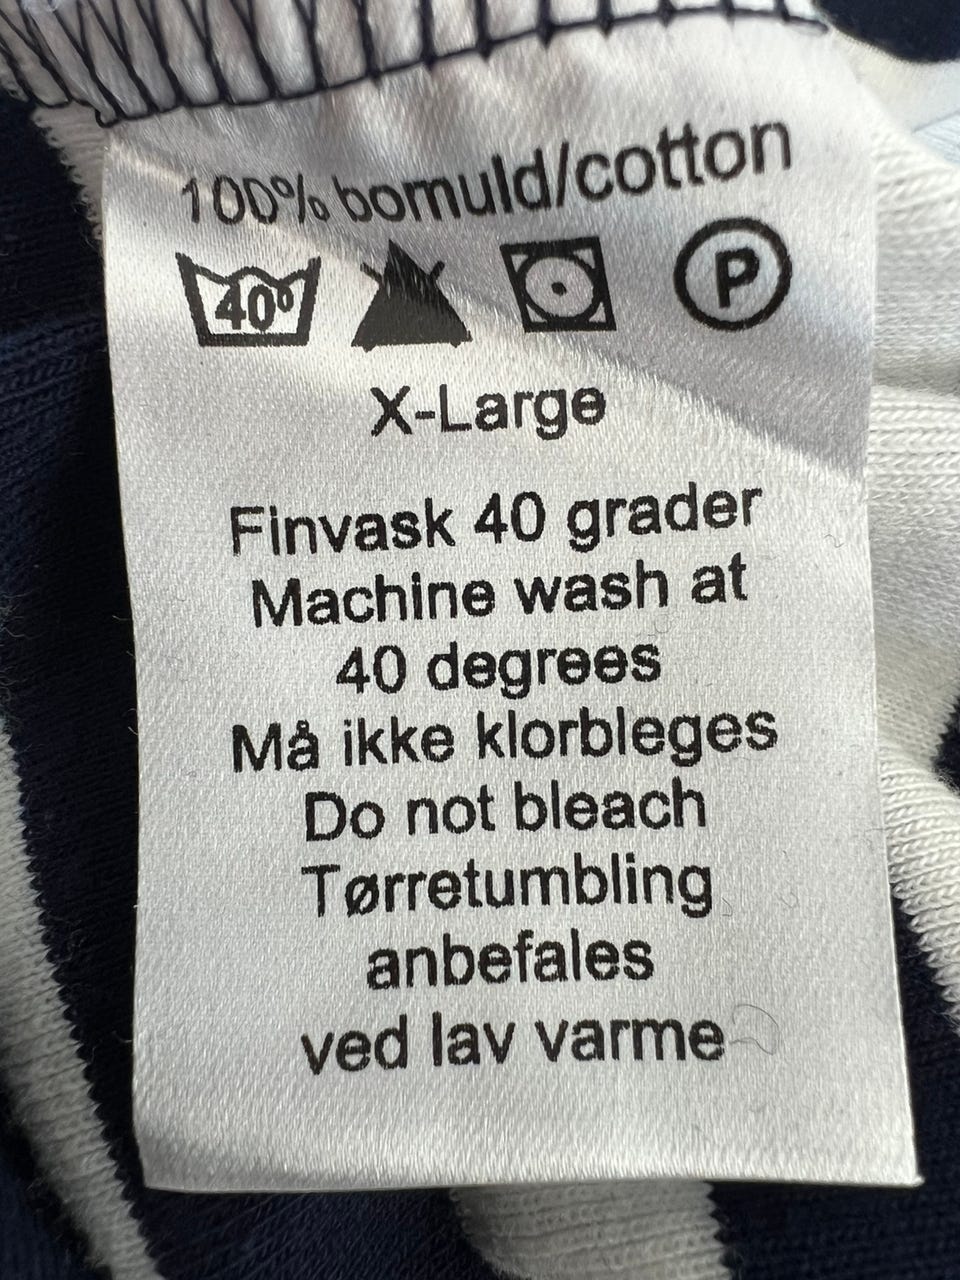 100% bomuld/cotton
40°
P
X-Large
Finvask 40 grader
Machine wash at
40 degrees
Må ikke klorbleges
Do not bleach
Tørretumbling
anbefales
ved lav varme